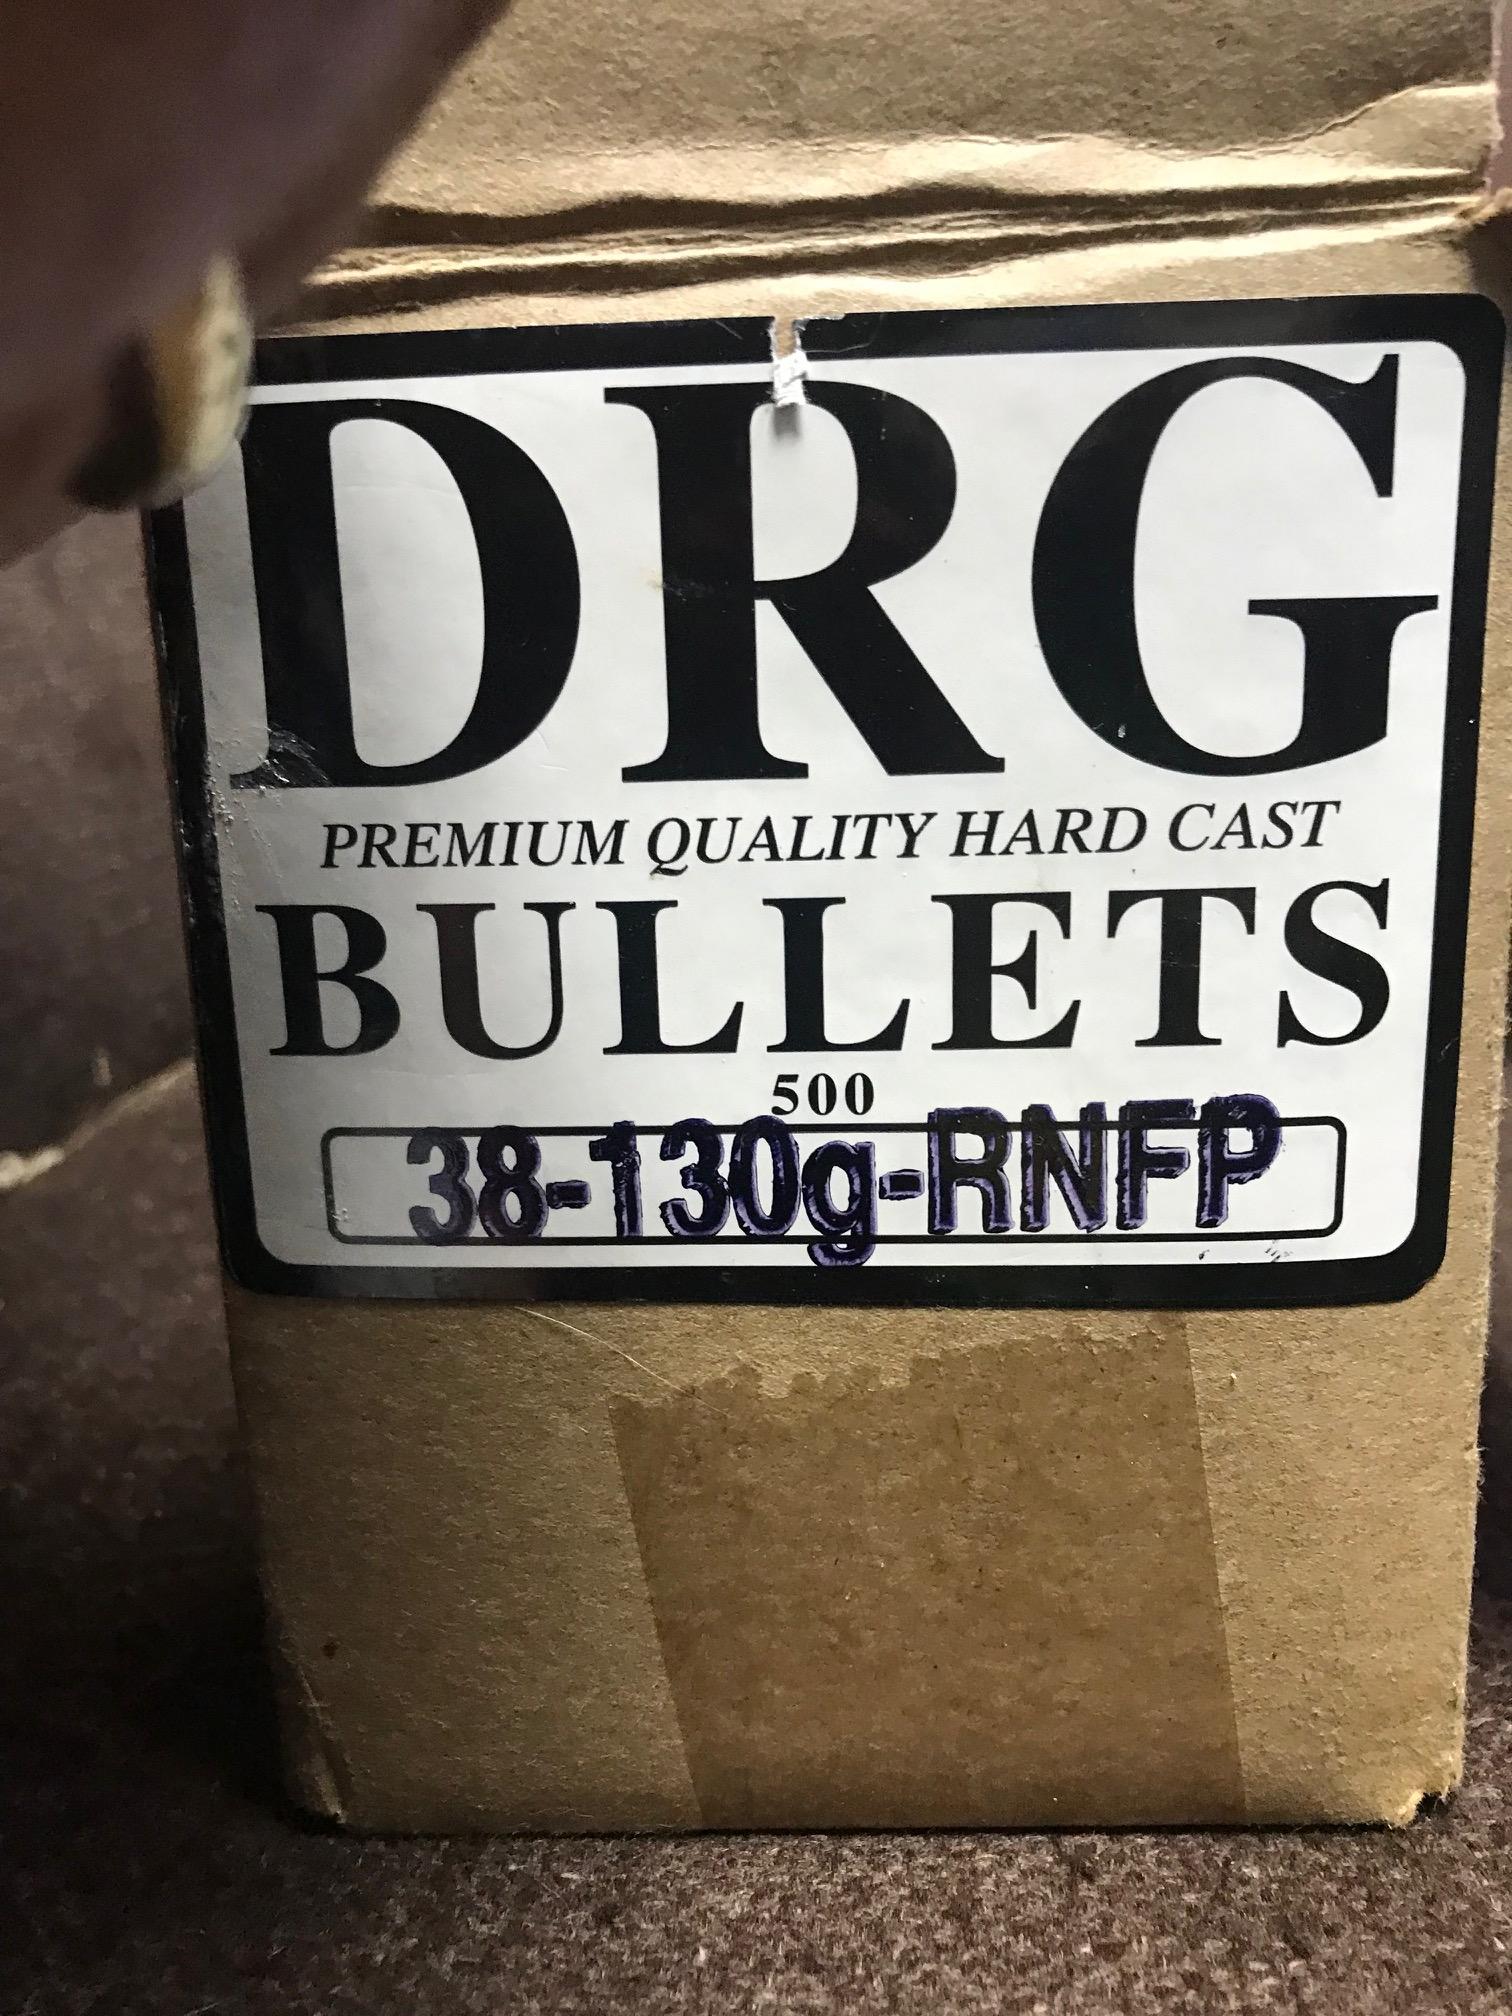 DRG
PREMIUM QUALITY HARD CAST
BULLETS
500
38-130g-RNFP